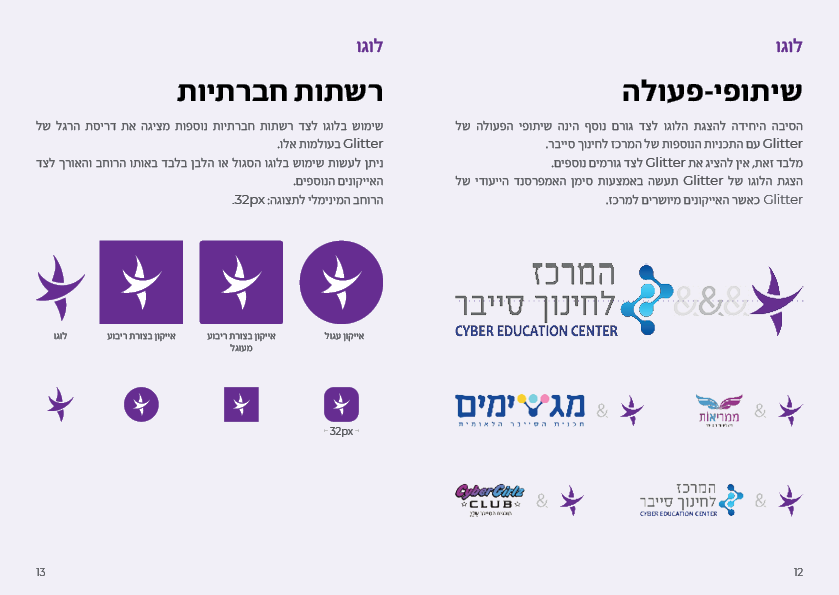 לוגו
שיתופי-פעולה
הסיבה היחידה להצגת הלוגו לצד גורם נוסף הינה שיתופי הפעולה של
Glitter עם התכניות הנוספות של המרכז לחינוך סייבר.
מלבד זאת, אין להציג את Glitter לצד גורמים נוספים.
הצגת הלוגו של Glitter תעשה באמצעות סימן האמפרסנד הייעודי של
Glitter כאשר האייקונים מיושרים למרכז.
&&&
המרכז
לחינוך סייבר
CYBER EDUCATION CENTER
&
ממריאות
&
מגשימים
תכנית הסייבר הלאומית
&
המרכז
לחינוך סייבר
CYBER EDUCATION CENTER
&
CyberGirlz
CLUB
12
לוגו
רשתות חברתיות
שימוש בלוגו לצד רשתות חברתיות נוספות מציגה את דריסת הרגל של
Glitter בעולמות אלו.
ניתן לעשות שימוש בלוגו הסגול או הלבן בלבד באותו הרוחב והאורך לצד
האייקונים הנוספים.
הרוחב המינימלי לתצוגה: 32px.
אייקון עגול
אייקון בצורת ריבוע
מעוגל
אייקון בצורת ריבוע
לוגו
32px
13